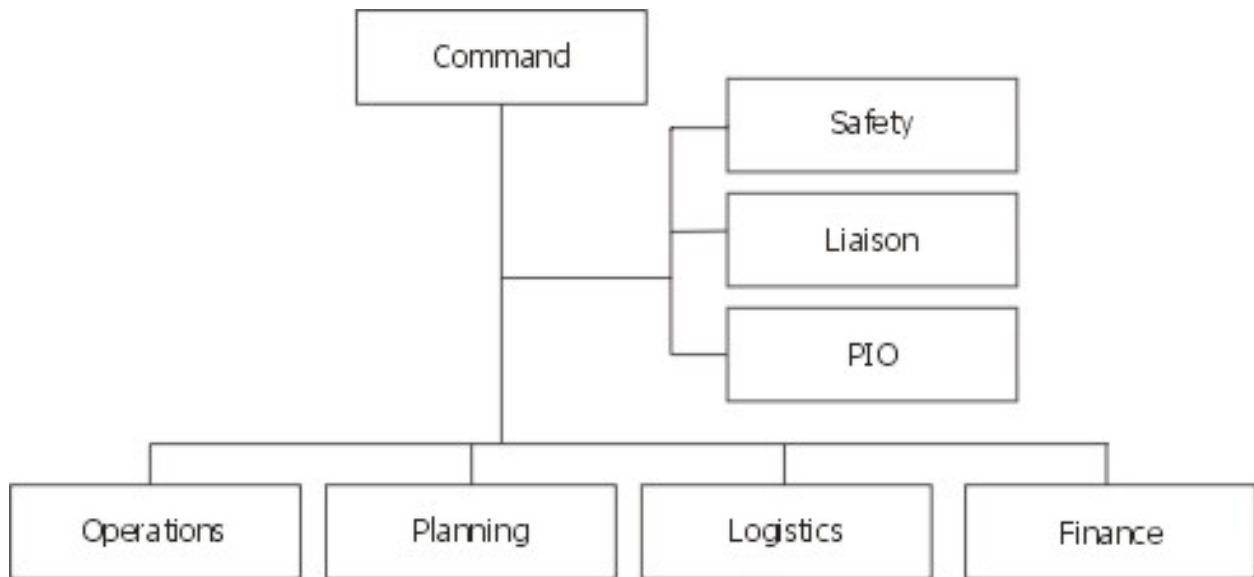 Command
Safety
Liaison
PIO
Operations
Planning
Logistics
Finance